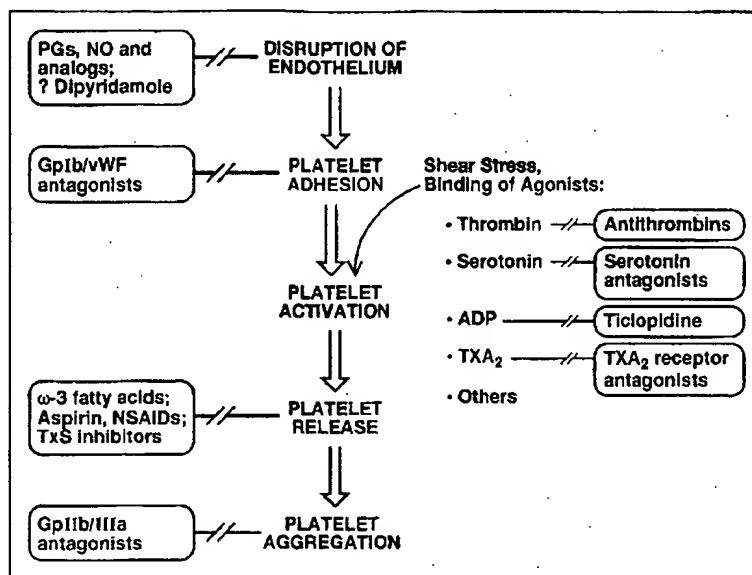 PGs, NO and
analogs;
? Dipyridamole
DISRUPTION OF
ENDOTHELIUM
GpIb/vWF
antagonists
PLATELET
ADHESION
Shear Stress,
Binding of Agonists:
• Thrombin
Antithrombins
• Serotonin
Serotonin
antagonists
PLATELET
ACTIVATION
• ADP
Ticlopidine
• TXA₂
TXA₂ receptor
antagonists
• Others
ω-3 fatty acids;
Aspirin, NSAIDs;
TxS inhibitors
PLATELET
RELEASE
GpIIb/IIIa
antagonists
PLATELET
AGGREGATION